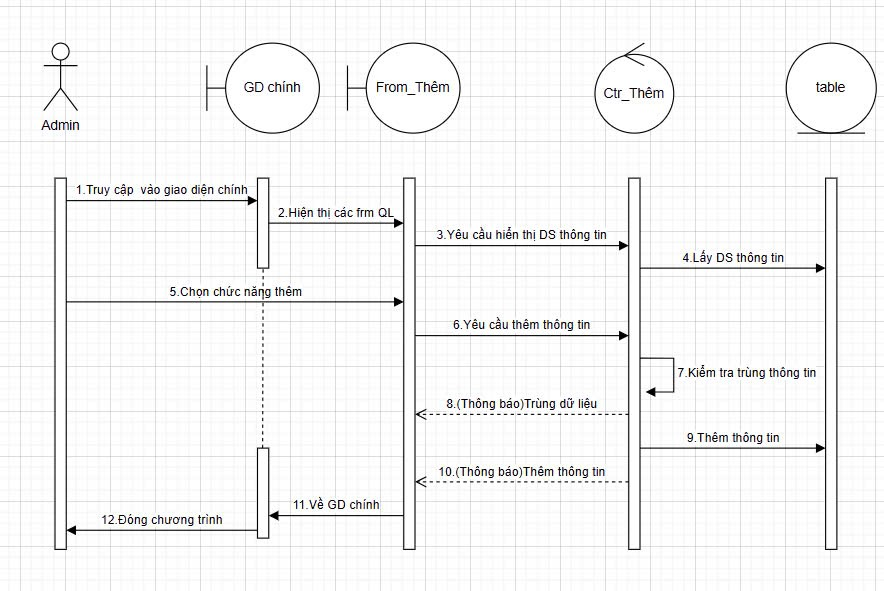 GD chính
From_Thêm
Ctr_Thêm
table
Admin
1.Truy cập vào giao diện chính
2.Hiện thị các frm QL
3.Yêu cầu hiển thị DS thông tin
4.Lấy DS thông tin
5.Chọn chức năng thêm
6.Yêu cầu thêm thông tin
7.Kiểm tra trùng thông tin
8.(Thông báo)Trùng dữ liệu
9.Thêm thông tin
10.(Thông báo)Thêm thông tin
11.Về GD chính
12.Đóng chương trình